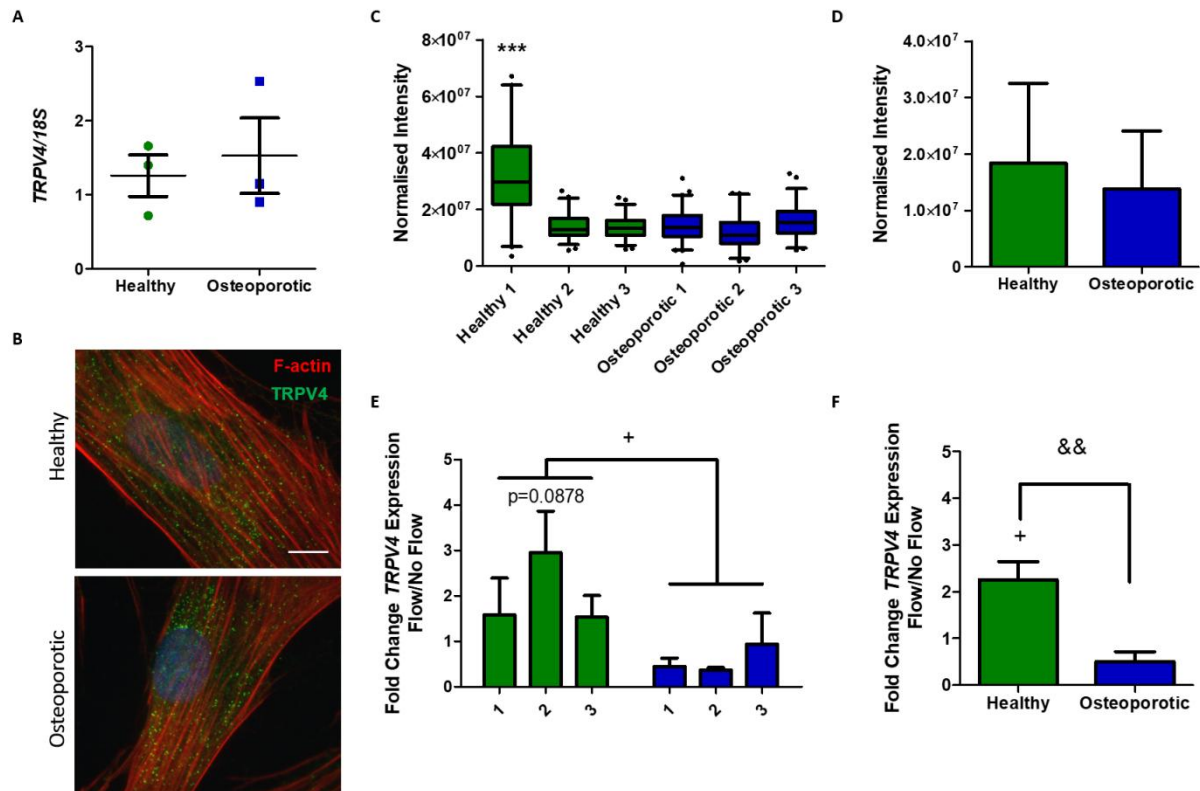 A
TRPV4/18S
3
2
1
0
Healthy
Osteoporotic
B
Healthy
F-actin
TRPV4
Osteoporotic
C
Normalised Intensity
8×10⁰⁷
6×10⁰⁷
4×10⁰⁷
2×10⁰⁷
0
***
Healthy 1
Healthy 2
Healthy 3
Osteoporotic 1
Osteoporotic 2
Osteoporotic 3
D
Normalised Intensity
4.0×10⁷
3.0×10⁷
2.0×10⁷
1.0×10⁷
0
Healthy
Osteoporotic
E
Fold Change TRPV4 Expression
Flow/No Flow
5
4
3
2
1
0
+
p=0.0878
1
2
3
1
2
3
F
Fold Change TRPV4 Expression
Flow/No Flow
5
4
3
2
1
0
&&
+
Healthy
Osteoporotic